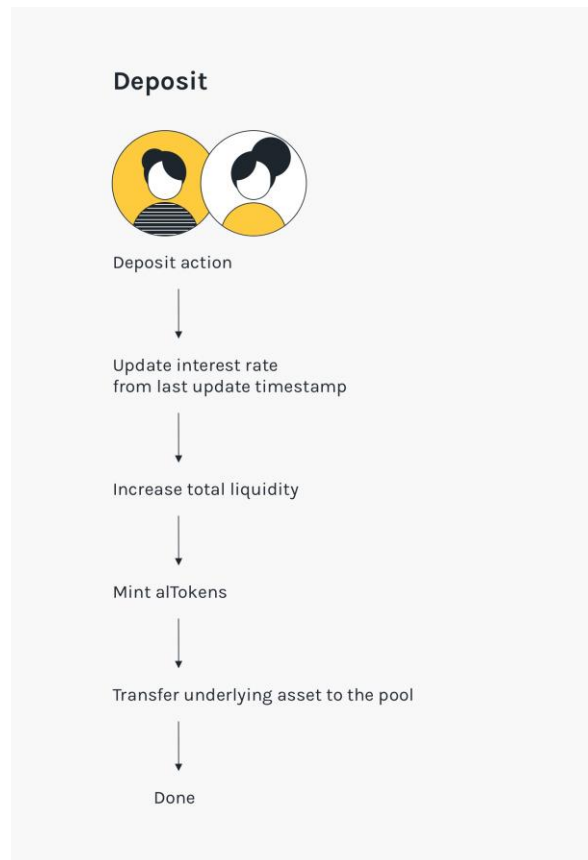 Deposit
Deposit action
Update interest rate
from last update timestamp
Increase total liquidity
Mint alTokens
Transfer underlying asset to the pool
Done